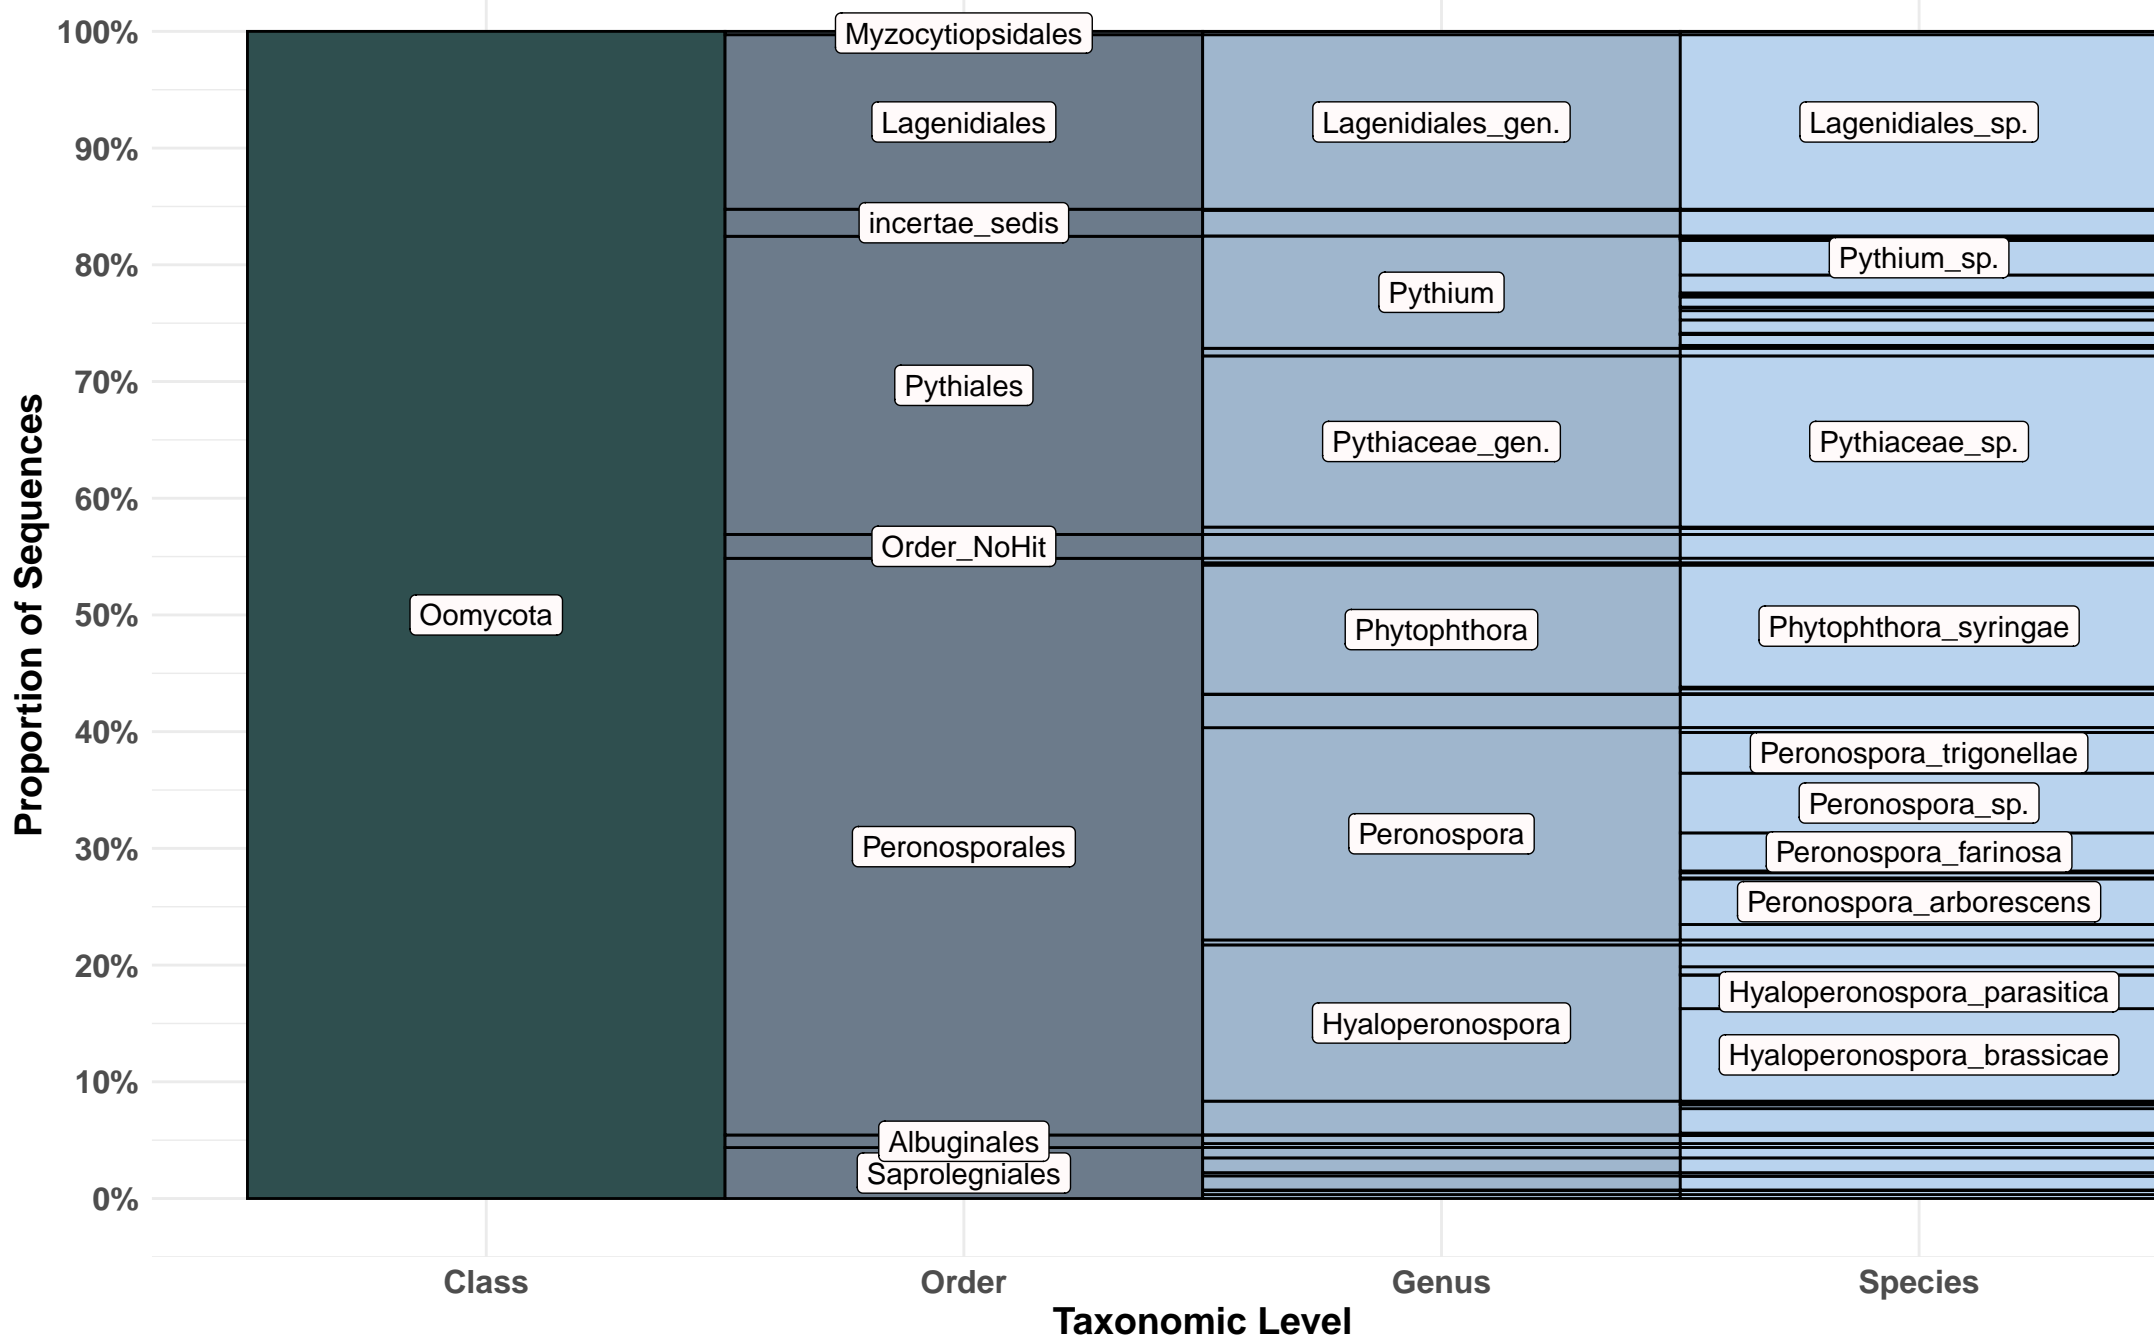 100%
90%
80%
70%
60%
50%
40%
30%
20%
10%
0%
Proportion of Sequences
Oomycota
Myzocytiopsidales
Lagenidiales
incertae_sedis
Pythiales
Order_NoHit
Peronosporales
Albuginales
Saprolegniales
Lagenidiales_gen.
Pythium
Pythiaceae_gen.
Phytophthora
Peronospora
Hyaloperonospora
Lagenidiales_sp.
Pythium_sp.
Pythiaceae_sp.
Phytophthora_syringae
Peronospora_trigonellae
Peronospora_sp.
Peronospora_farinosa
Peronospora_arborescens
Hyaloperonospora_parasitica
Hyaloperonospora_brassicae
Class
Order
Genus
Species
Taxonomic Level